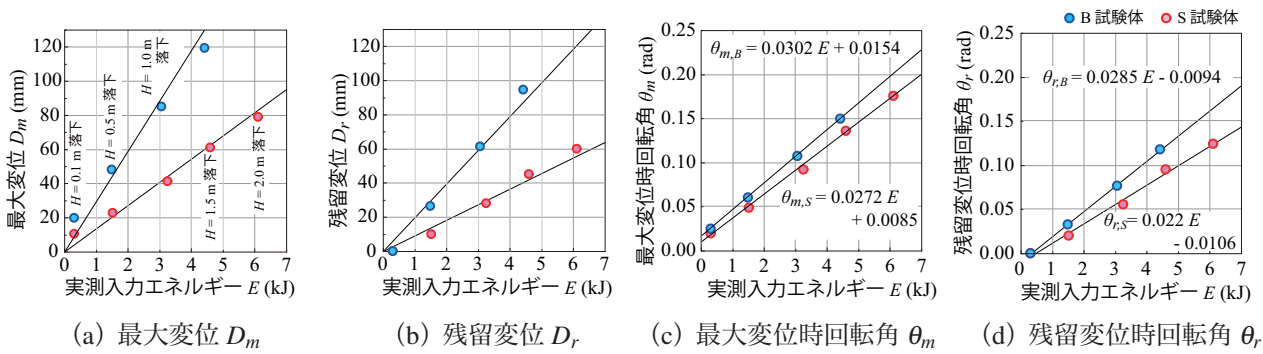 B 試験体
S 試験体
最大変位 Dm (mm)
120
100
80
60
40
20
0
H = 0.1 m 落下
H = 0.5 m 落下
H = 1.0 m 落下
H = 1.5 m 落下
H = 2.0 m 落下
0 1 2 3 4 5 6 7
実測入力エネルギー E (kJ)
(a) 最大変位 Dm
残留変位 Dr (mm)
120
100
80
60
40
20
0
0 1 2 3 4 5 6 7
実測入力エネルギー E (kJ)
(b) 残留変位 Dr
最大変位時回転角 θm (rad)
0.25
0.20
0.15
0.10
0.05
0.00
θm,B = 0.0302 E + 0.0154
θm,S = 0.0272 E
+ 0.0085
0 1 2 3 4 5 6 7
実測入力エネルギー E (kJ)
(c) 最大変位時回転角 θm
残留変位時回転角 θr (rad)
0.25
0.20
0.15
0.10
0.05
0.00
θr,B = 0.0285 E - 0.0094
θr,S = 0.022 E
- 0.0106
0 1 2 3 4 5 6 7
実測入力エネルギー E (kJ)
(d) 残留変位時回転角 θr